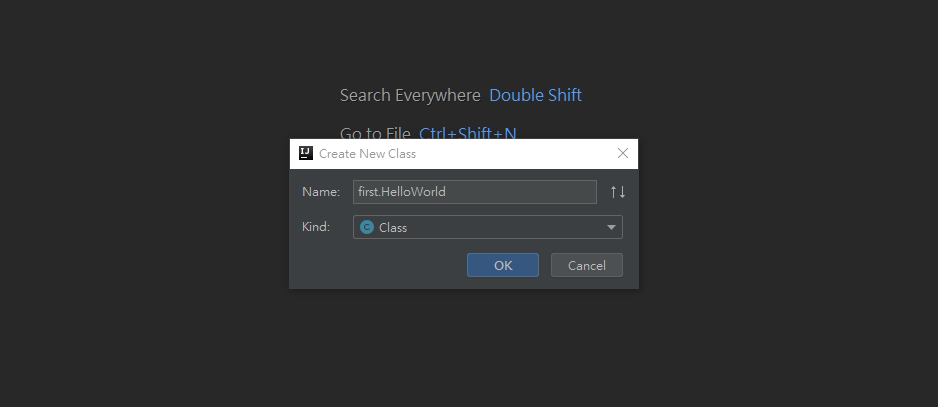 Search Everywhere Double Shift
Go to File Ctrl+Shift+N
IJ Create New Class
Name: first.HelloWorld
Kind: C Class
OK Cancel